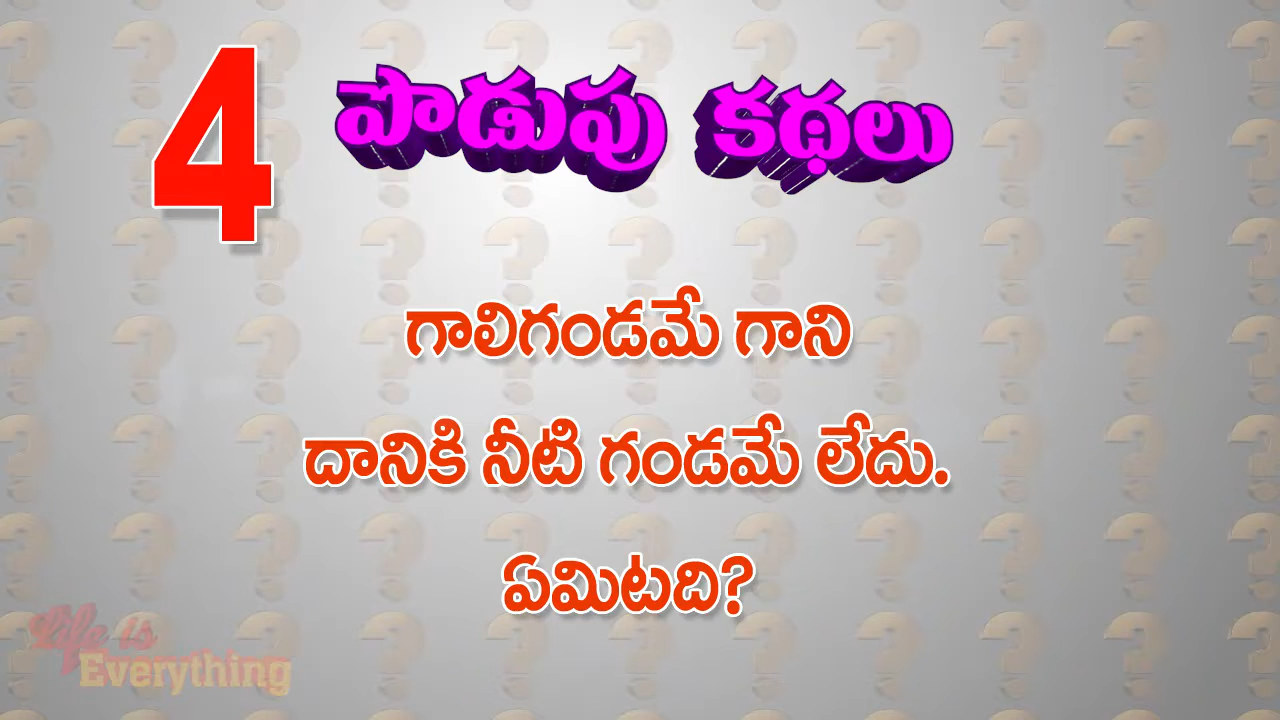 4
పొడుపు కథలు
గాలిగండమే గాని
దానికి నీటి గండమే లేదు.
ఏమిటది?
Life is
Everything